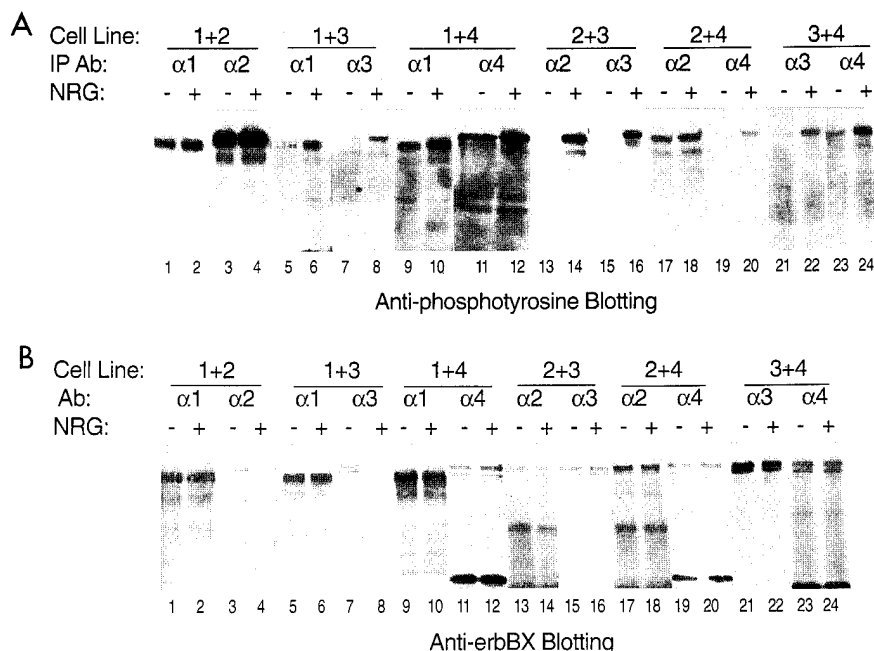 A
Cell Line: 1+2 1+3 1+4 2+3 2+4 3+4
IP Ab: α1 α2 α1 α3 α1 α4 α2 α3 α2 α4 α3 α4
NRG: - + - + - + - + - + - + - + - + - + - + - + - +
1 2 3 4 5 6 7 8 9 10 11 12 13 14 15 16 17 18 19 20 21 22 23 24
Anti-phosphotyrosine Blotting
B
Cell Line: 1+2 1+3 1+4 2+3 2+4 3+4
Ab: α1 α2 α1 α3 α1 α4 α2 α3 α2 α4 α3 α4
NRG: - + - + - + - + - + - + - + - + - + - + - + - +
1 2 3 4 5 6 7 8 9 10 11 12 13 14 15 16 17 18 19 20 21 22 23 24
Anti-erbBX Blotting